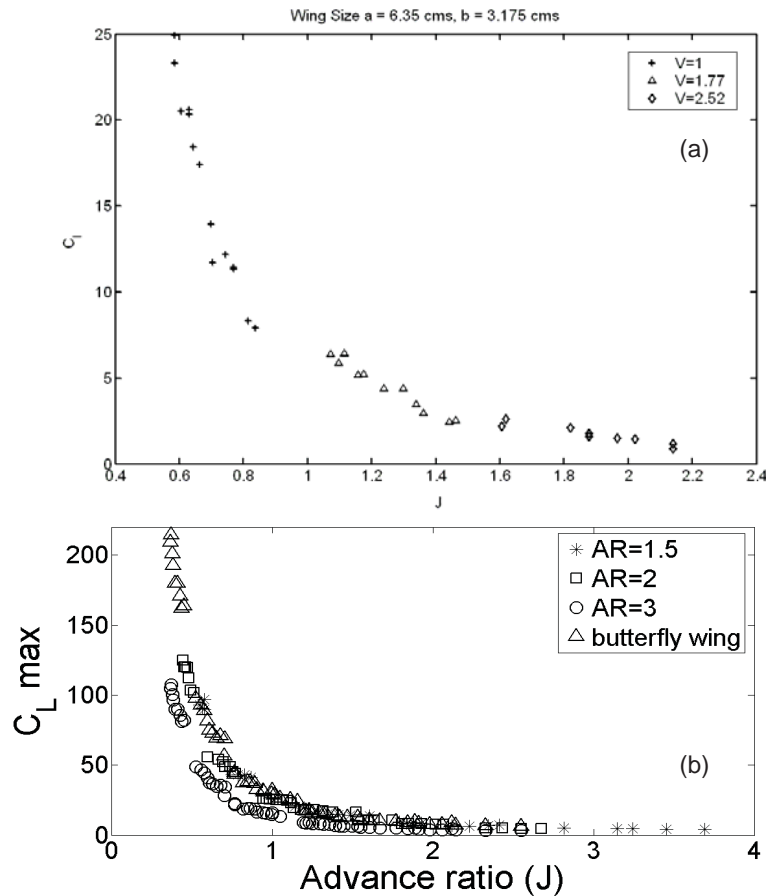 Wing Size a = 6.35 cms, b = 3.175 cms
25
20
15
10
5
0
C_l
V=1
V=1.77
V=2.52
(a)
0.4 0.6 0.8 1 1.2 1.4 1.6 1.8 2 2.2 2.4
J
200
150
100
50
0
C_L max
AR=1.5
AR=2
AR=3
butterfly wing
(b)
0 1 2 3 4
Advance ratio (J)